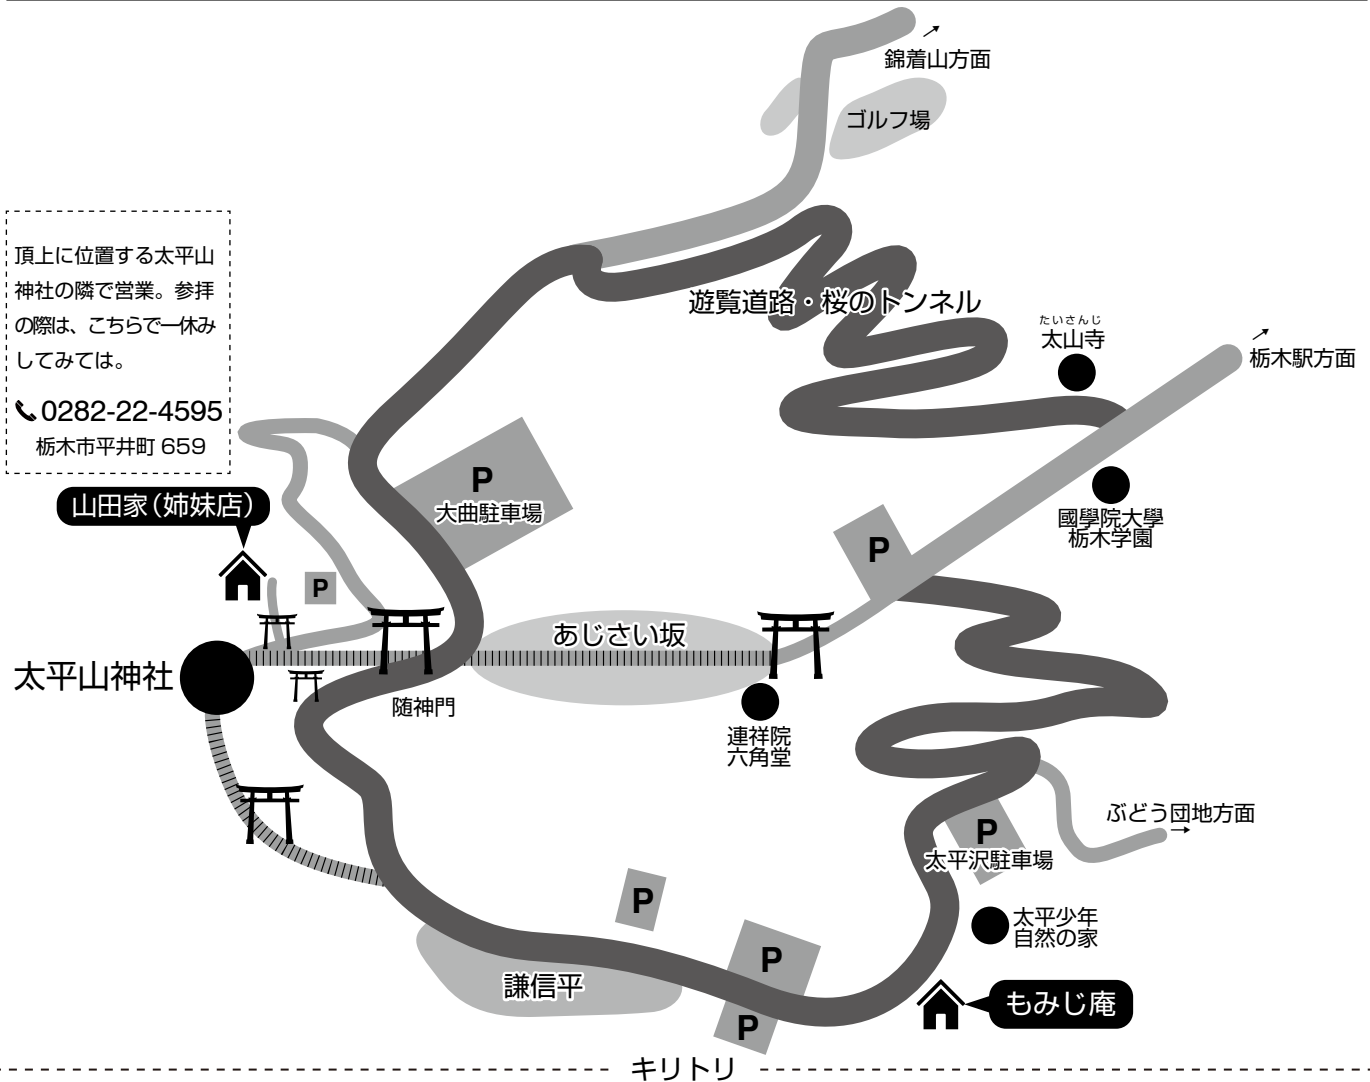 錦着山方面
ゴルフ場
頂上に位置する太平山
神社の隣で営業。参拝
の際は、こちらで一休み
してみては。
0282-22-4595
栃木市平井町 659
遊覧道路・桜のトンネル
たいさんじ
太山寺
栃木駅方面
P
大曲駐車場
山田家(姉妹店)
國學院大學
栃木学園
P
P
あじさい坂
太平山神社
随神門
連祥院
六角堂
ぶどう団地方面
P
太平沢駐車場
P
太平少年
自然の家
P
謙信平
もみじ庵
P
キリトリ